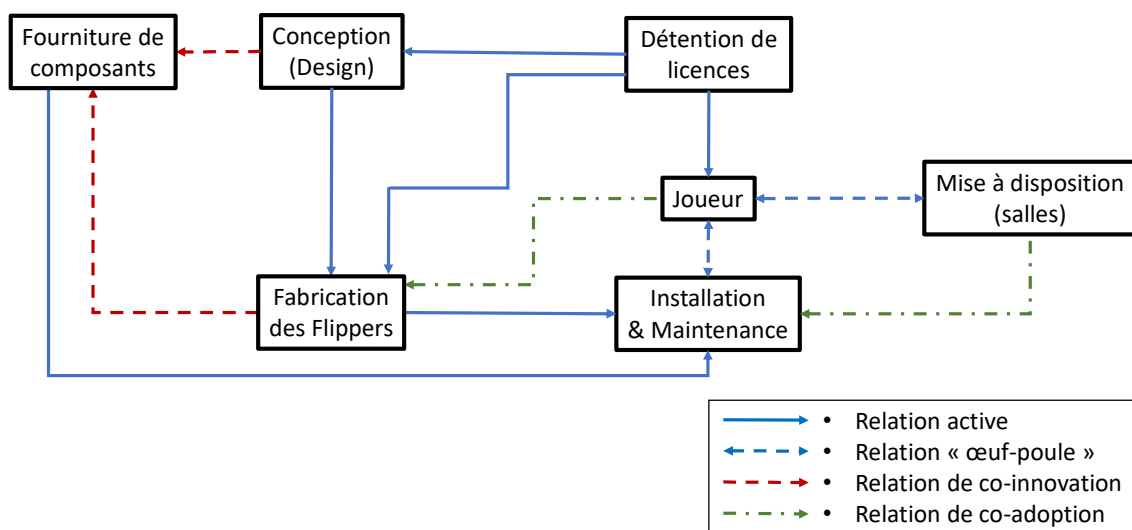 Fourniture de
composants
Conception
(Design)
Détention de
licences
Joueur
Mise à disposition
(salles)
Fabrication
des Flippers
Installation
& Maintenance
• Relation active
• Relation « œuf-poule »
• Relation de co-innovation
• Relation de co-adoption